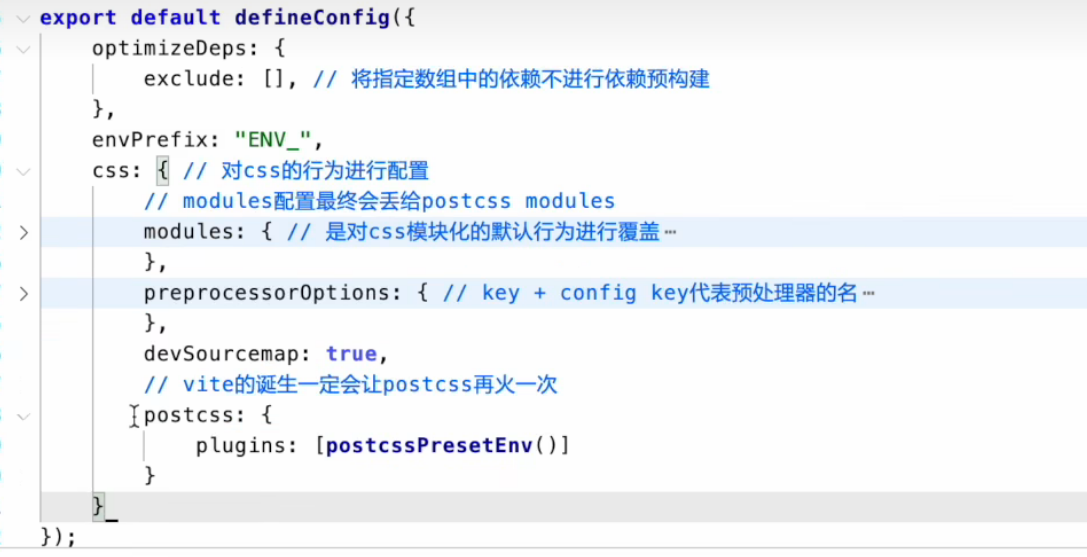 export default defineConfig({
    optimizeDeps: {
        exclude: [], // 将指定数组中的依赖不进行依赖预构建
    },
    envPrefix: "ENV_",
    css: { // 对css的行为进行配置
        // modules配置最终会丢给postcss modules
        modules: { // 是对css模块化的默认行为进行覆盖⋯
        },
        preprocessorOptions: { // key + config key代表预处理器的名⋯
        },
        devSourcemap: true,
        // vite的诞生一定会让postcss再火一次
        postcss: {
            plugins: [postcssPresetEnv()]
        }
    }
});